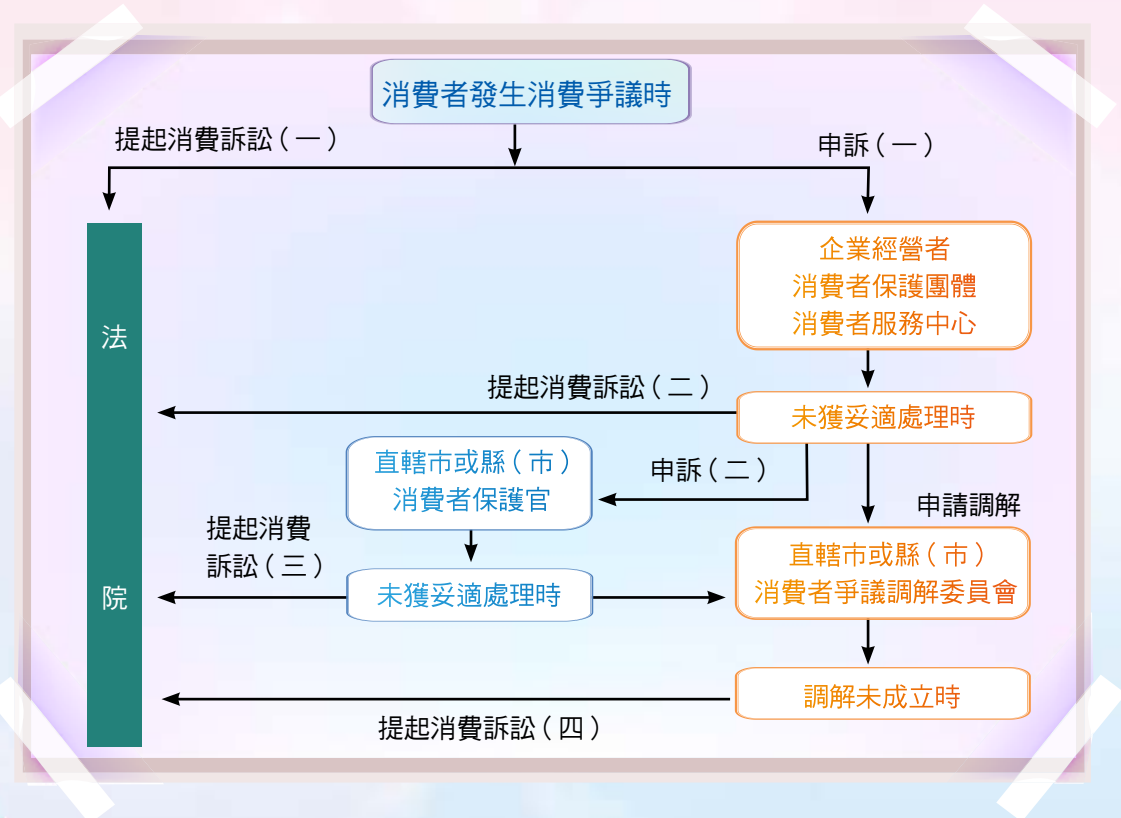 消費者發生消費爭議時
提起消費訴訟(一)
申訴(一)
企業經營者
消費者保護團體
消費者服務中心
法
院
提起消費訴訟(二)
未獲妥適處理時
直轄市或縣(市)
消費者保護官
申訴(二)
申請調解
提起消費
訴訟(三)
未獲妥適處理時
直轄市或縣(市)
消費者爭議調解委員會
調解未成立時
提起消費訴訟(四)